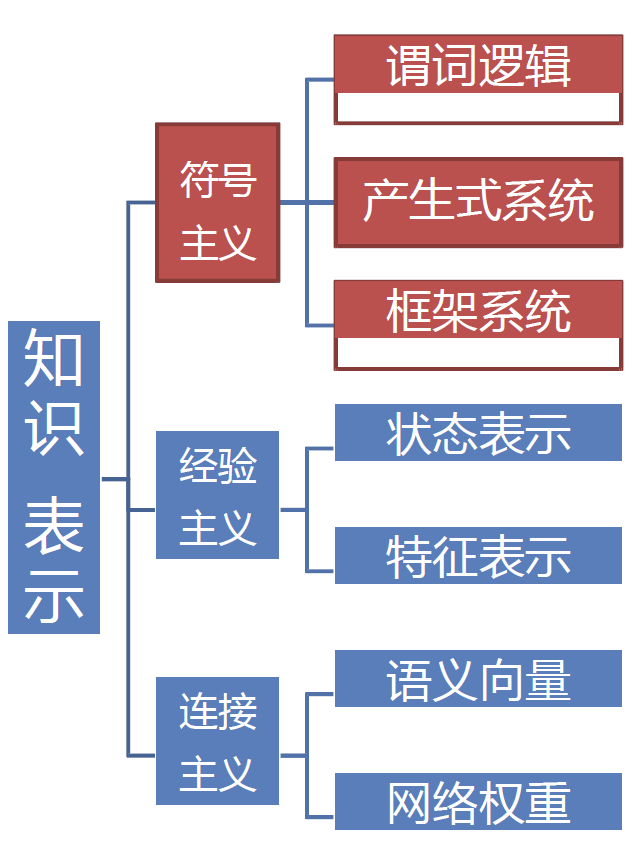 知
识
表
示
符号
主义
谓词逻辑
产生式系统
框架系统
经验
主义
状态表示
特征表示
连接
主义
语义向量
网络权重